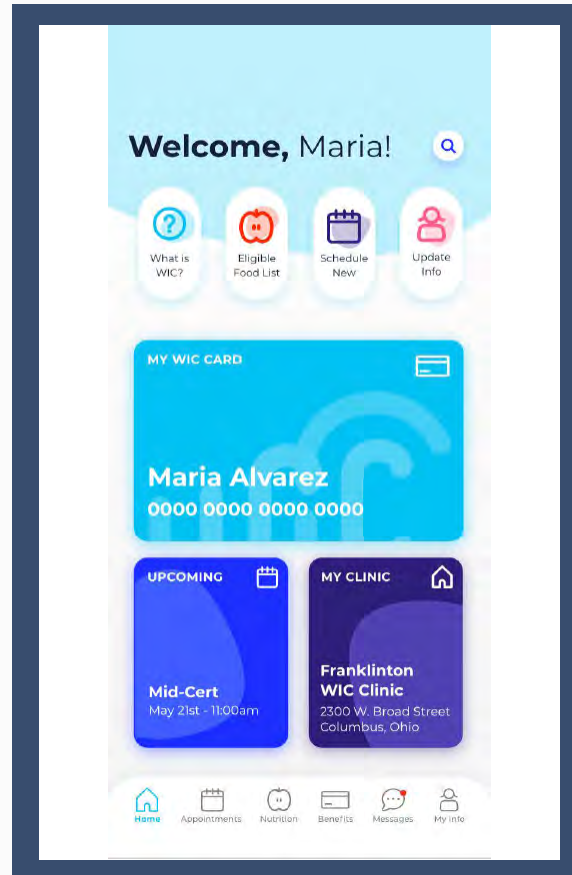 Welcome, Maria!
What is
WIC?
Eligible
Food List
Schedule
New
Update
Info
MY WIC CARD
wic
Maria Alvarez
0000 0000 0000 0000
UPCOMING
Mid-Cert
May 21st - 11:00am
MY CLINIC
Franklinton
WIC Clinic
2300 W. Broad Street
Columbus, Ohio
Home Appointments Nutrition Benefits Messages My Info